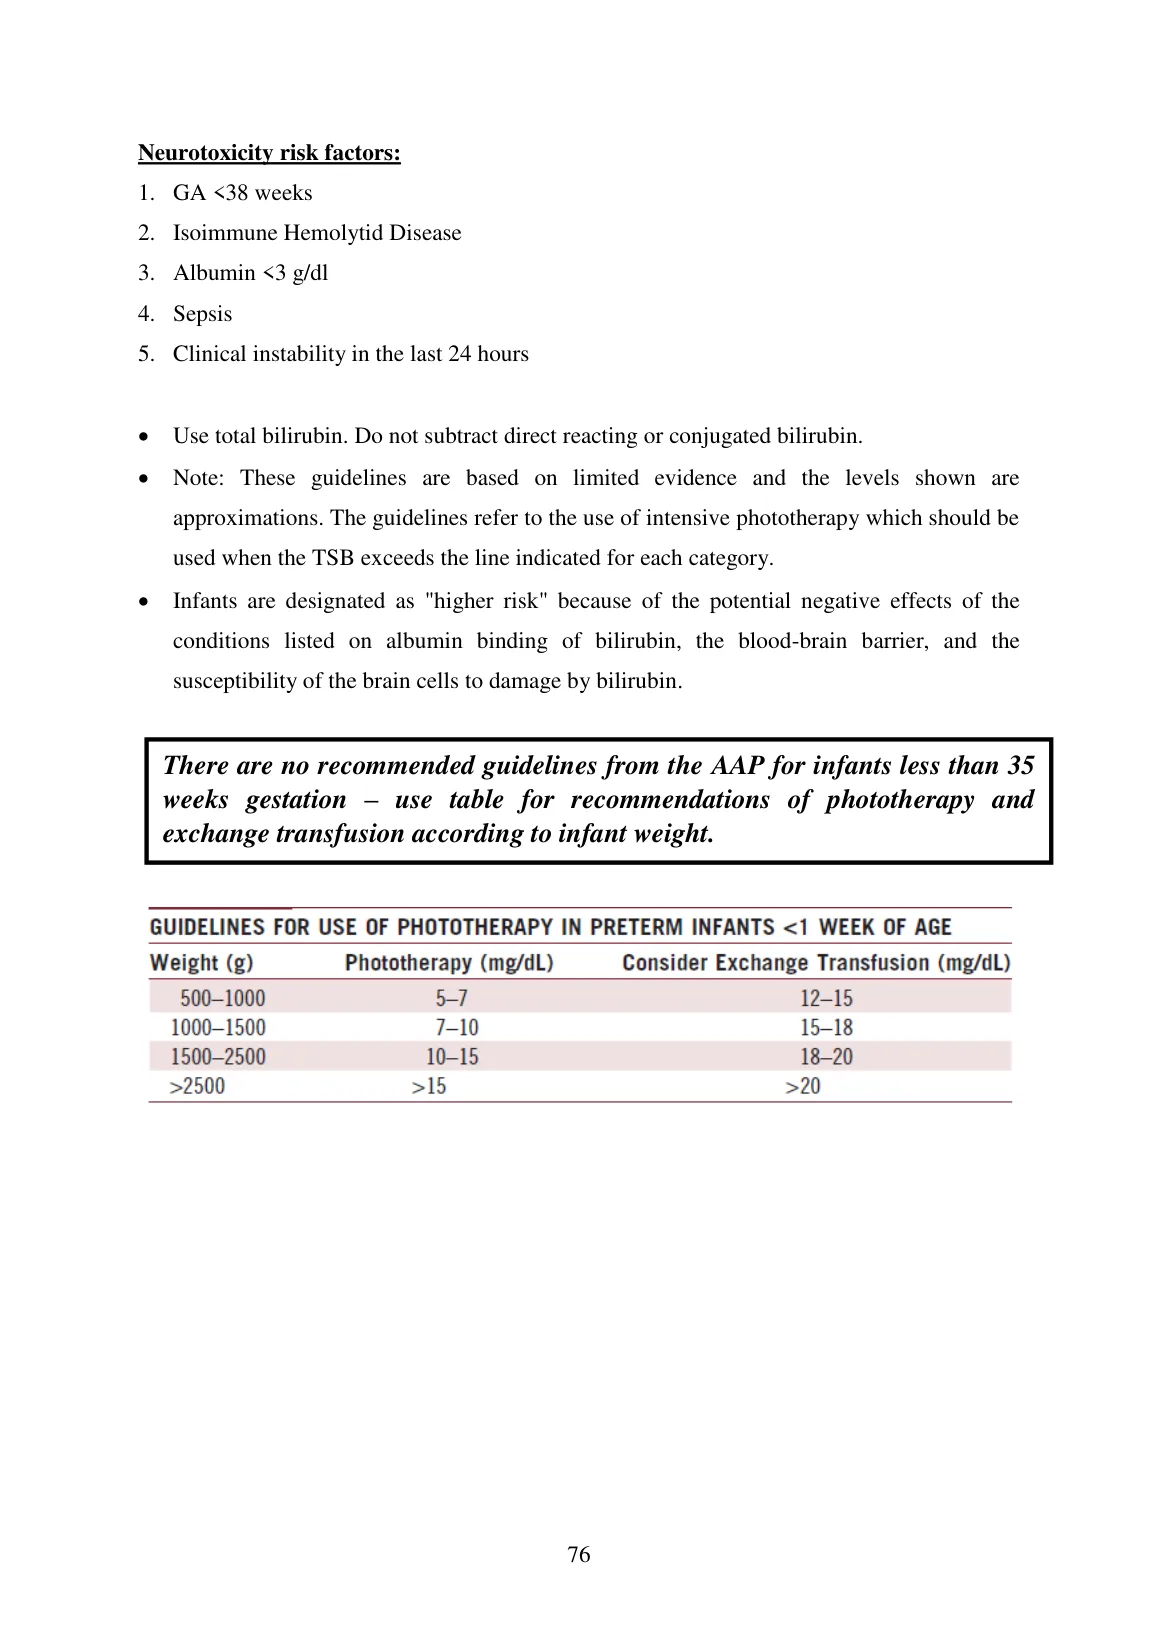 Neurotoxicity risk factors:
1. GA <38 weeks
2. Isoimmune Hemolytid Disease
3. Albumin <3 g/dl
4. Sepsis
5. Clinical instability in the last 24 hours
• Use total bilirubin. Do not subtract direct reacting or conjugated bilirubin.
• Note: These guidelines are based on limited evidence and the levels shown are
approximations. The guidelines refer to the use of intensive phototherapy which should be
used when the TSB exceeds the line indicated for each category.
• Infants are designated as "higher risk" because of the potential negative effects of the
conditions listed on albumin binding of bilirubin, the blood-brain barrier, and the
susceptibility of the brain cells to damage by bilirubin.
There are no recommended guidelines from the AAP for infants less than 35
weeks gestation – use table for recommendations of phototherapy and
exchange transfusion according to infant weight.
GUIDELINES FOR USE OF PHOTOTHERAPY IN PRETERM INFANTS <1 WEEK OF AGE
Weight (g) Phototherapy (mg/dL) Consider Exchange Transfusion (mg/dL)
500–1000 5–7 12–15
1000–1500 7–10 15–18
1500–2500 10–15 18–20
>2500 >15 >20
76